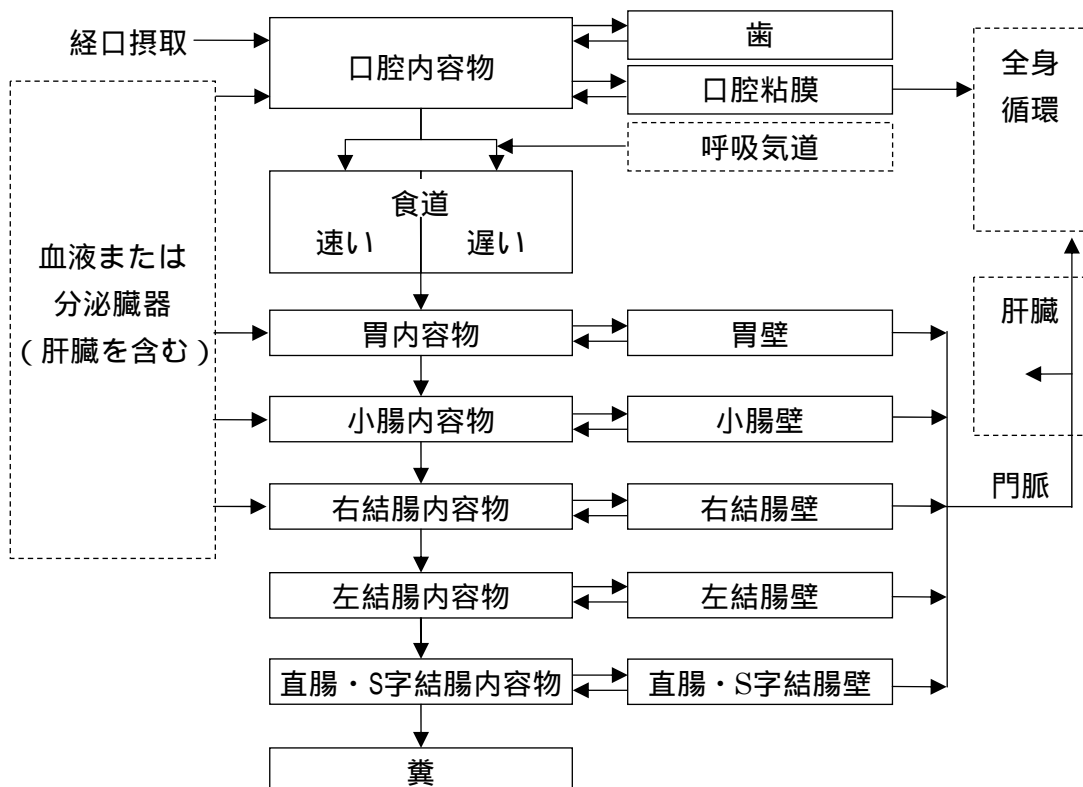 経口摂取
口腔内容物
歯
口腔粘膜
全身
循環
呼吸気道
食道
速い
遅い
血液または
分泌臓器
(肝臓を含む)
肝臓
胃内容物
胃壁
小腸内容物
小腸壁
門脈
右結腸内容物
右結腸壁
左結腸内容物
左結腸壁
直腸・S字結腸内容物
直腸・S字結腸壁
糞